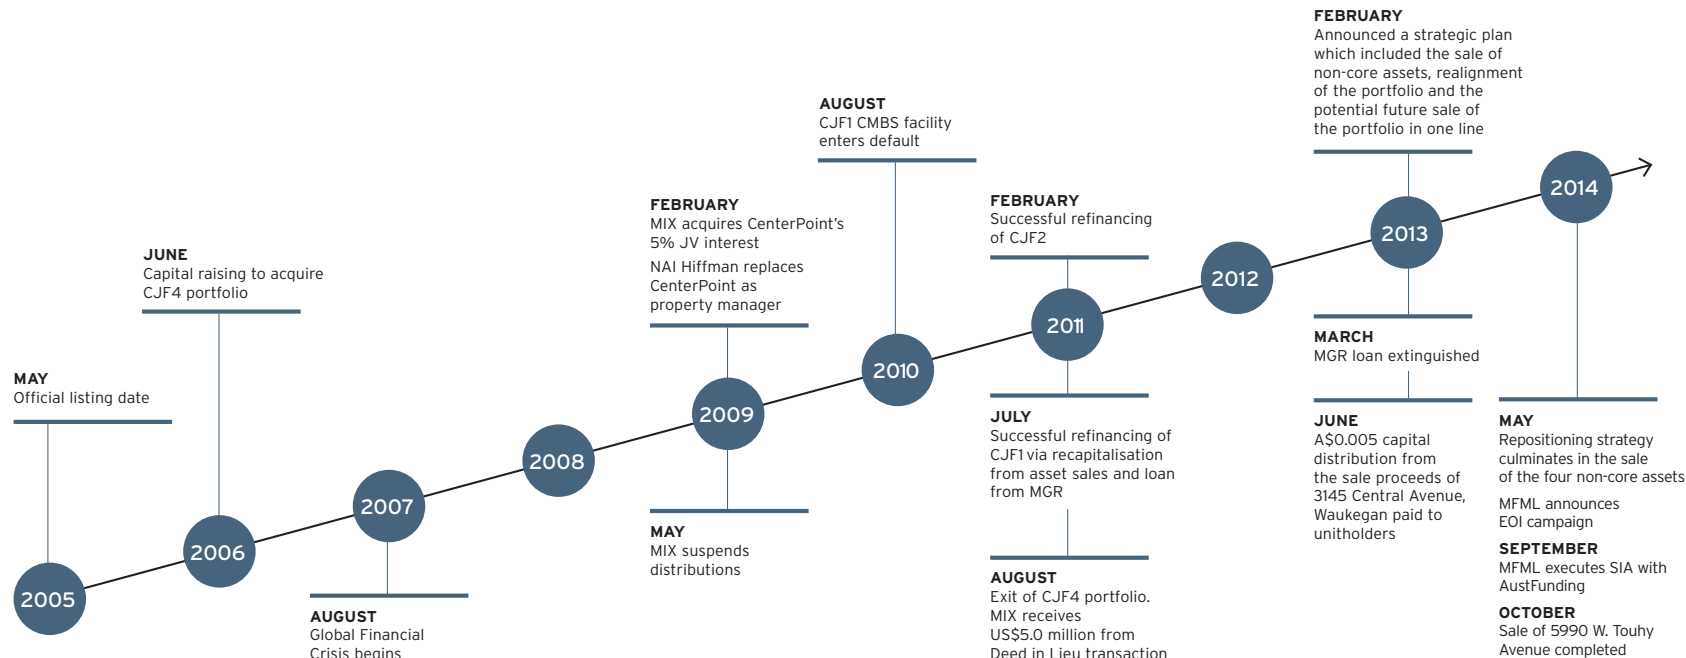 MAY
Official listing date
2005
JUNE
Capital raising to acquire
CJF4 portfolio
2006
2007
AUGUST
Global Financial
Crisis begins
2008
FEBRUARY
MIX acquires CenterPoint's
5% JV interest
NAI Hiffman replaces
CenterPoint as
property manager
2009
MAY
MIX suspends
distributions
AUGUST
CJF1 CMBS facility
enters default
2010
FEBRUARY
Successful refinancing
of CJF2
2011
JULY
Successful refinancing of
CJF1 via recapitalisation
from asset sales and loan
from MGR
AUGUST
Exit of CJF4 portfolio.
MIX receives
US$5.0 million from
Deed in Lieu transaction
2012
FEBRUARY
Announced a strategic plan
which included the sale of
non-core assets, realignment
of the portfolio and the
potential future sale of
the portfolio in one line
2013
MARCH
MGR loan extinguished
JUNE
A$0.005 capital
distribution from
the sale proceeds of
3145 Central Avenue,
Waukegan paid to
unitholders
2014
MAY
Repositioning strategy
culminates in the sale
of the four non-core assets
MFML announces
EOI campaign
SEPTEMBER
MFML executes SIA with
AustFunding
OCTOBER
Sale of 5990 W. Touhy
Avenue completed